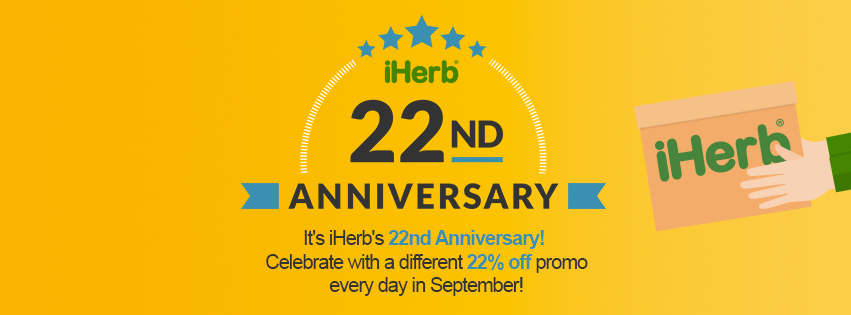 iHerb®
22ND
ANNIVERSARY
It's iHerb's 22nd Anniversary!
Celebrate with a different 22% off promo
every day in September!
iHerb®